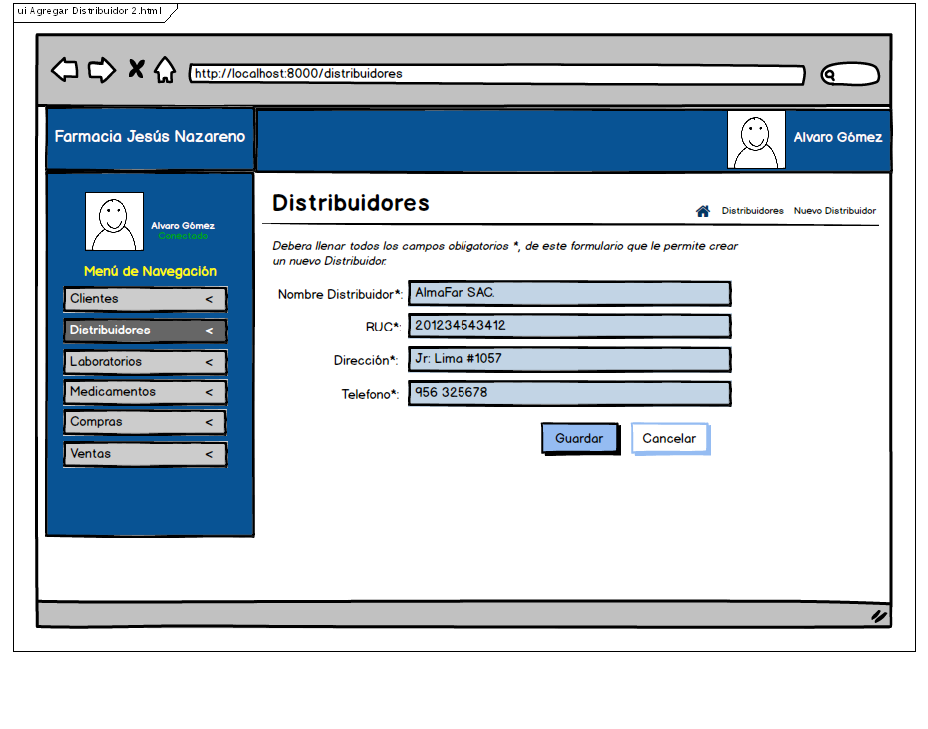 ui Agregar Distribuidor 2.html
http://localhost:8000/distribuidores
Farmacia Jesús Nazareno
Alvaro Gómez
Alvaro Gómez
Conectado
Menú de Navegación
Clientes <
Distribuidores <
Laboratorios <
Medicamentos <
Compras <
Ventas <
Distribuidores
Distribuidores Nuevo Distribuidor
Debera llenar todos los campos obligatorios *, de este formulario que le permite crear
un nuevo Distribuidor.
Nombre Distribuidor*: AlmaFar SAC.
RUC*: 201234543412
Dirección*: Jr: Lima #1057
Telefono*: 956 325678
Guardar Cancelar